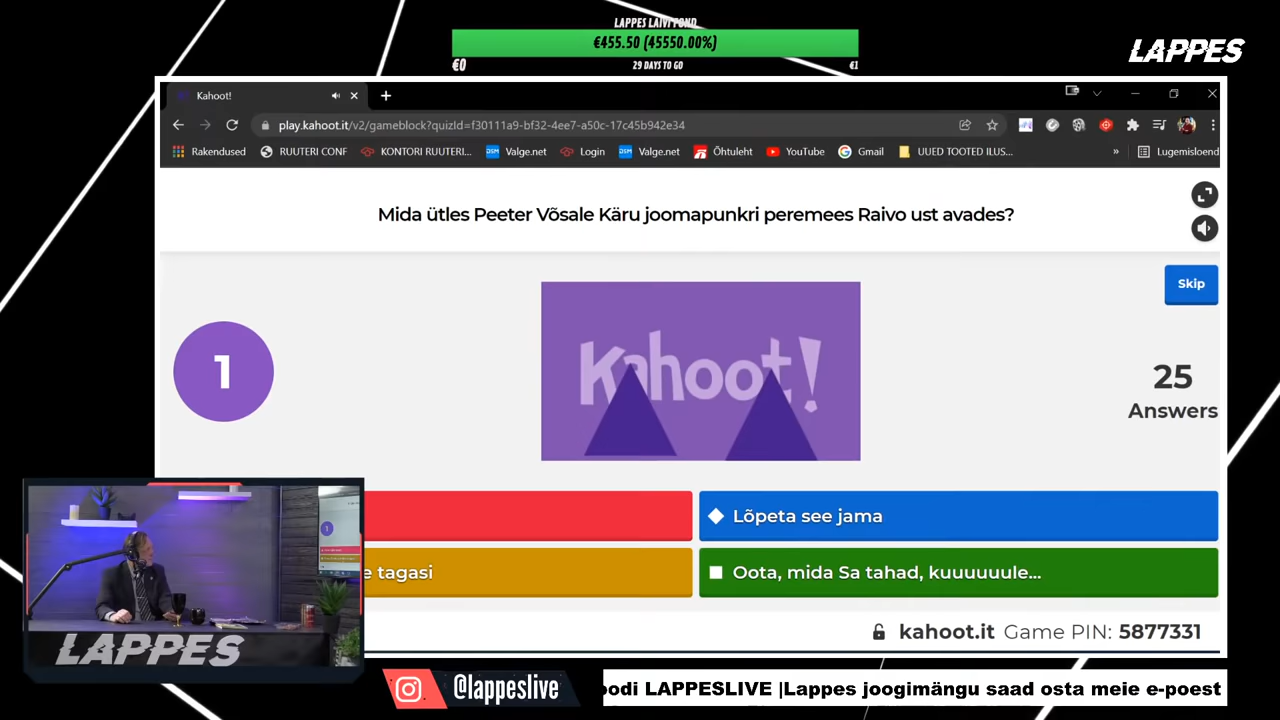 LAPPES LAIVI FOND
€455.50 (45550.00%)
€0
29 DAYS TO GO
€1
LAPPES
Kahoot!
play.kahoot.it/v2/gameblock?quizId=f30111a9-bf32-4ee7-a50c-17c45b942e34
Rakendused
RUUTERI CONF
KONTORI RUUTERI...
Valge.net
Login
Valge.net
Õhtuleht
YouTube
Gmail
UUED TOOTED ILUS...
»
Lugemisloend
Mida ütles Peeter Võsale Käru joomapunkri peremees Raivo ust avades?
Skip
1
Kahoot!
25
Answers
Lõpeta see jama
e tagasi
Oota, mida Sa tahad, kuuuuuule...
kahoot.it Game PIN: 5877331
LAPPES
@lappeslive
odi LAPPESLIVE |Lappes joogimängu saad osta meie e-poest